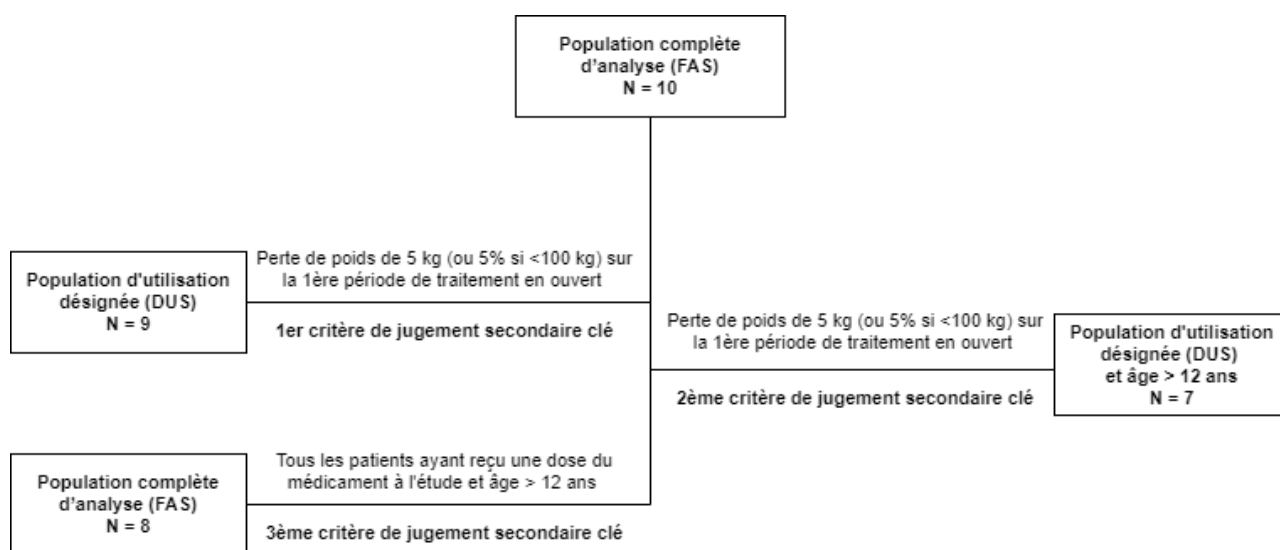 Population complète
d'analyse (FAS)
N = 10
Perte de poids de 5 kg (ou 5% si <100 kg) sur
la 1ère période de traitement en ouvert
Population d'utilisation
désignée (DUS)
N = 9
1er critère de jugement secondaire clé
Perte de poids de 5 kg (ou 5% si <100 kg) sur
la 1ère période de traitement en ouvert
Population d'utilisation
désignée (DUS)
et âge > 12 ans
N = 7
2ème critère de jugement secondaire clé
Tous les patients ayant reçu une dose du
médicament à l'étude et âge > 12 ans
Population complète
d'analyse (FAS)
N = 8
3ème critère de jugement secondaire clé